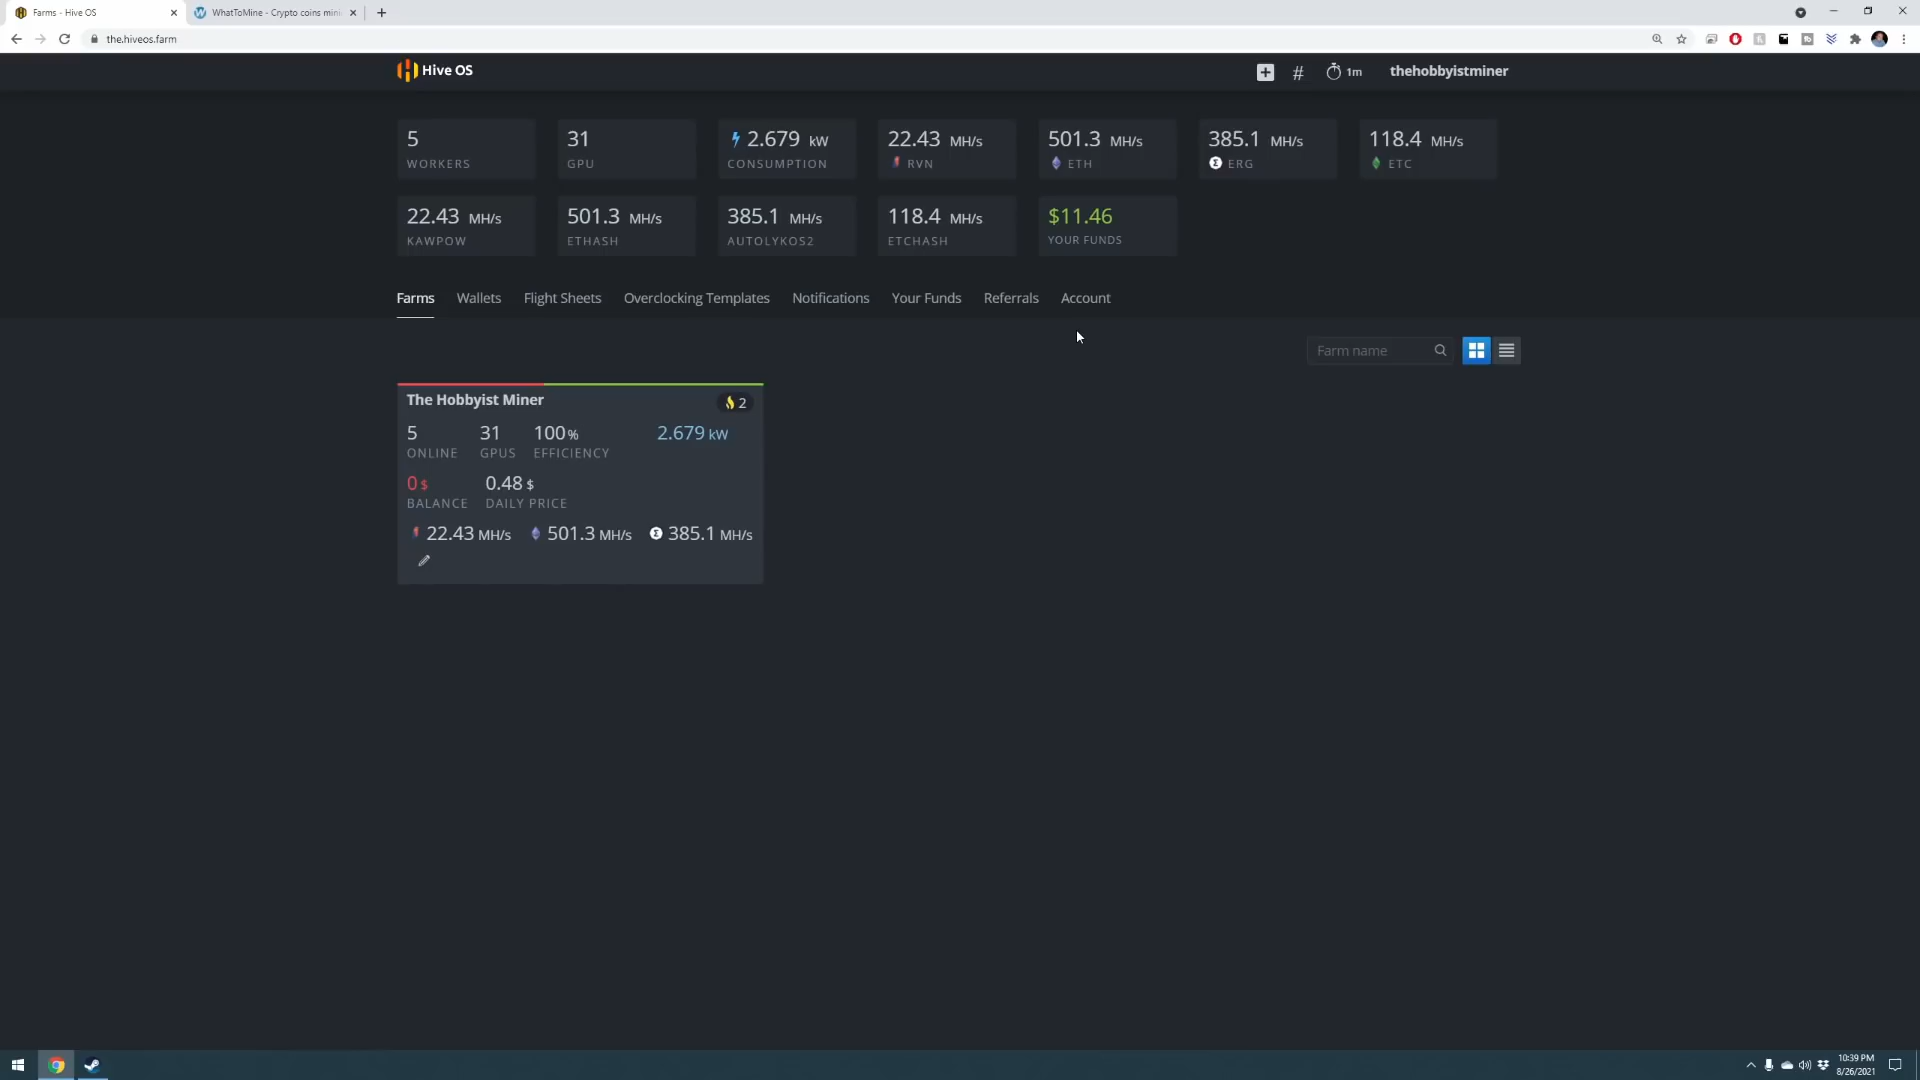 Farms - Hive OS
WhatToMine - Crypto coins mini
the.hiveos.farm
Hive OS
1m
thehobbyistminer
5
WORKERS
31
GPU
2.679 kW
CONSUMPTION
22.43 MH/s
RVN
501.3 MH/s
ETH
385.1 MH/s
ERG
118.4 MH/s
ETC
22.43 MH/s
KAWPOW
501.3 MH/s
ETHASH
385.1 MH/s
AUTOLYKOS2
118.4 MH/s
ETCHASH
$11.46
YOUR FUNDS
Farms Wallets Flight Sheets Overclocking Templates Notifications Your Funds Referrals Account
Farm name
The Hobbyist Miner
2
5
ONLINE
31
GPUS
100%
EFFICIENCY
2.679 kW
0 $
BALANCE
0.48 $
DAILY PRICE
22.43 MH/s 501.3 MH/s 385.1 MH/s
10:39 PM
8/26/2021